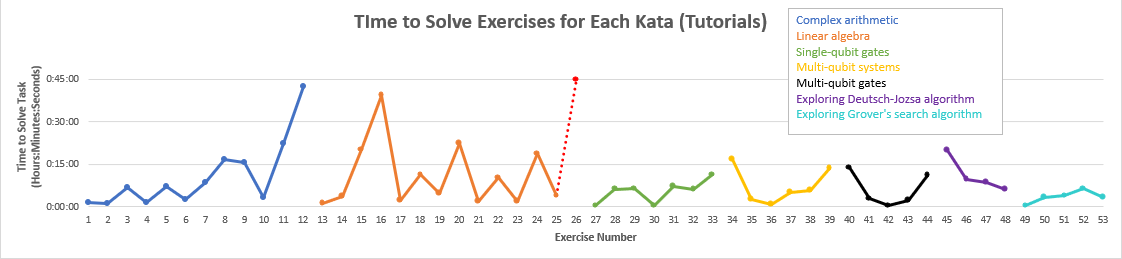 TIme to Solve Exercises for Each Kata (Tutorials)
Complex arithmetic
Linear algebra
Single-qubit gates
Multi-qubit systems
Multi-qubit gates
Exploring Deutsch-Jozsa algorithm
Exploring Grover's search algorithm
Time to Solve Task
(Hours:Minutes:Seconds)
0:45:00
0:30:00
0:15:00
0:00:00
1 2 3 4 5 6 7 8 9 10 11 12 13 14 15 16 17 18 19 20 21 22 23 24 25 26 27 28 29 30 31 32 33 34 35 36 37 38 39 40 41 42 43 44 45 46 47 48 49 50 51 52 53
Exercise Number